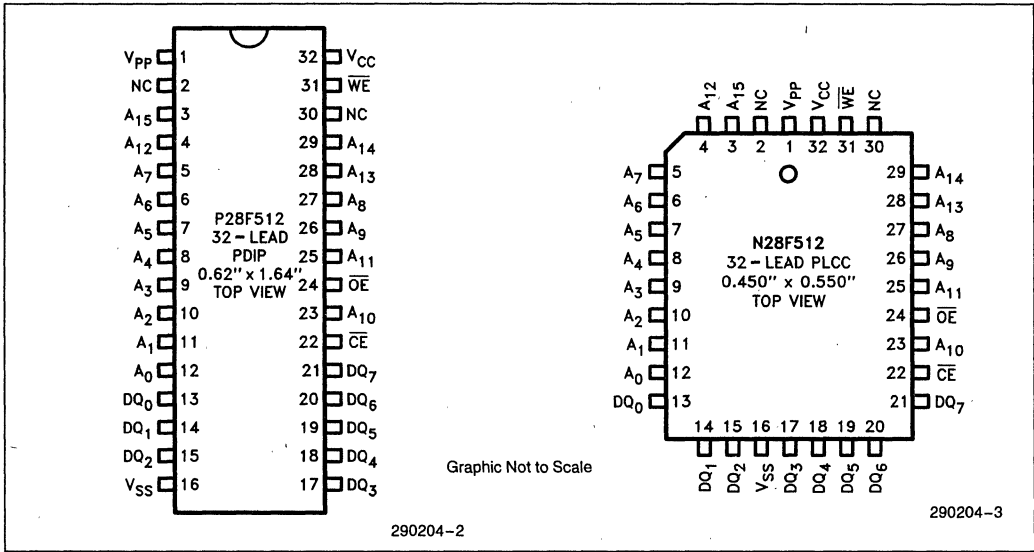 VPP 1 32 VCC
NC 2 31 WE
A15 3 30 NC
A12 4 29 A14
A7 5 28 A13
A6 6 27 A8
A5 7 26 A9
A4 8 25 A11
A3 9 24 OE
A2 10 23 A10
A1 11 22 CE
A0 12 21 DQ7
DQ0 13 20 DQ6
DQ1 14 19 DQ5
DQ2 15 18 DQ4
VSS 16 17 DQ3
P28F512
32-LEAD
PDIP
0.62" x 1.64"
TOP VIEW
290204-2
Graphic Not to Scale
A12 A15 NC VPP VCC WE NC
4 3 2 1 32 31 30
A7 5 29 A14
A6 6 28 A13
A5 7 27 A8
A4 8 26 A9
A3 9 25 A11
A2 10 24 OE
A1 11 23 A10
A0 12 22 CE
DQ0 13 21 DQ7
N28F512
32-LEAD PLCC
0.450" x 0.550"
TOP VIEW
14 15 16 17 18 19 20
DQ1 DQ2 VSS DQ3 DQ4 DQ5 DQ6
290204-3